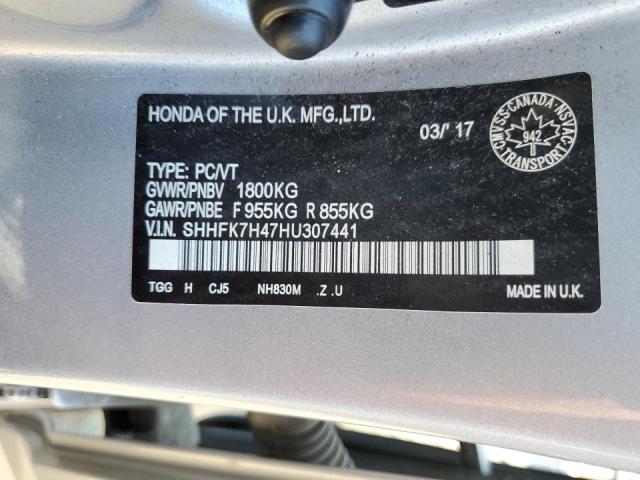 HONDA OF THE U.K. MFG.,LTD.
03/' 17
CMVSS-CANADA-NSVAC
942
TRANSPORT
TYPE: PC/VT
GVWR/PNBV 1800KG
GAWR/PNBE F 955KG R 855KG
V.I.N. SHHFK7H47HU307441
TGG H CJ5 NH830M .Z .U
MADE IN U.K.